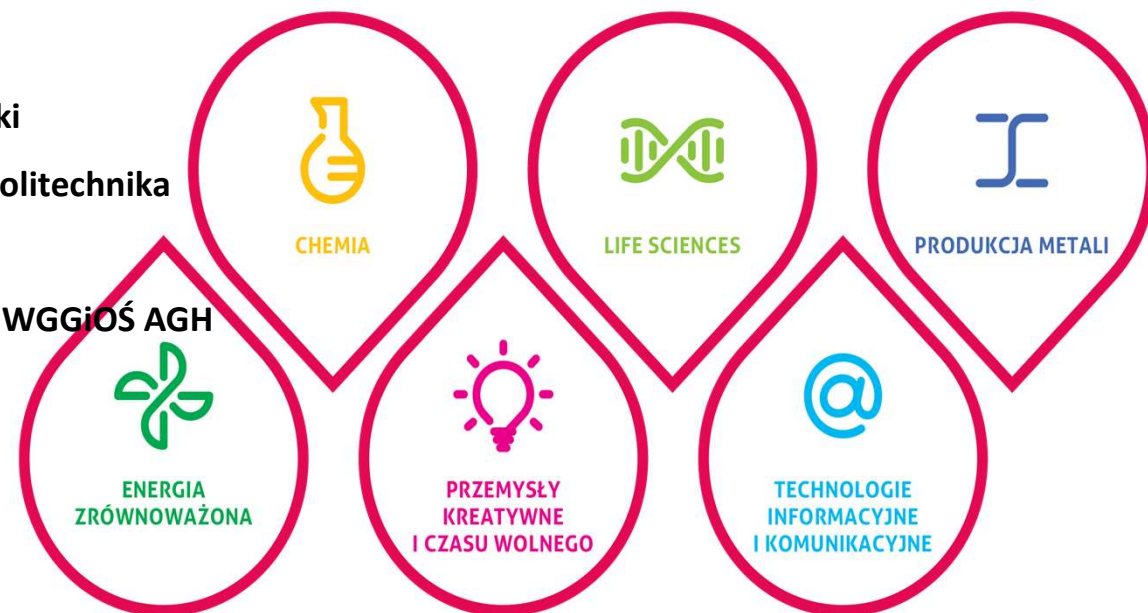 ki
olitechnika
WGGiOŚ AGH
CHEMIA
LIFE SCIENCES
PRODUKCJA METALI
ENERGIA
ZRÓWNOWAŻONA
PRZEMYSŁY
KREATYWNE
I CZASU WOLNEGO
TECHNOLOGIE
INFORMACYJNE
I KOMUNIKACYJNE